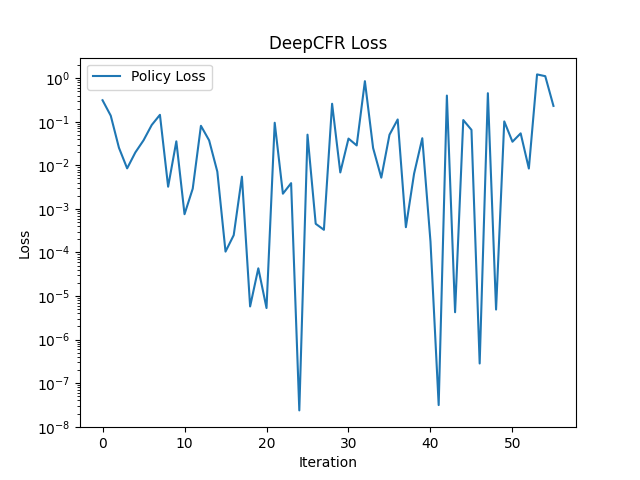 DeepCFR Loss
Policy Loss
10⁰
10⁻¹
10⁻²
10⁻³
10⁻⁴
10⁻⁵
10⁻⁶
10⁻⁷
10⁻⁸
Loss
0 10 20 30 40 50
Iteration